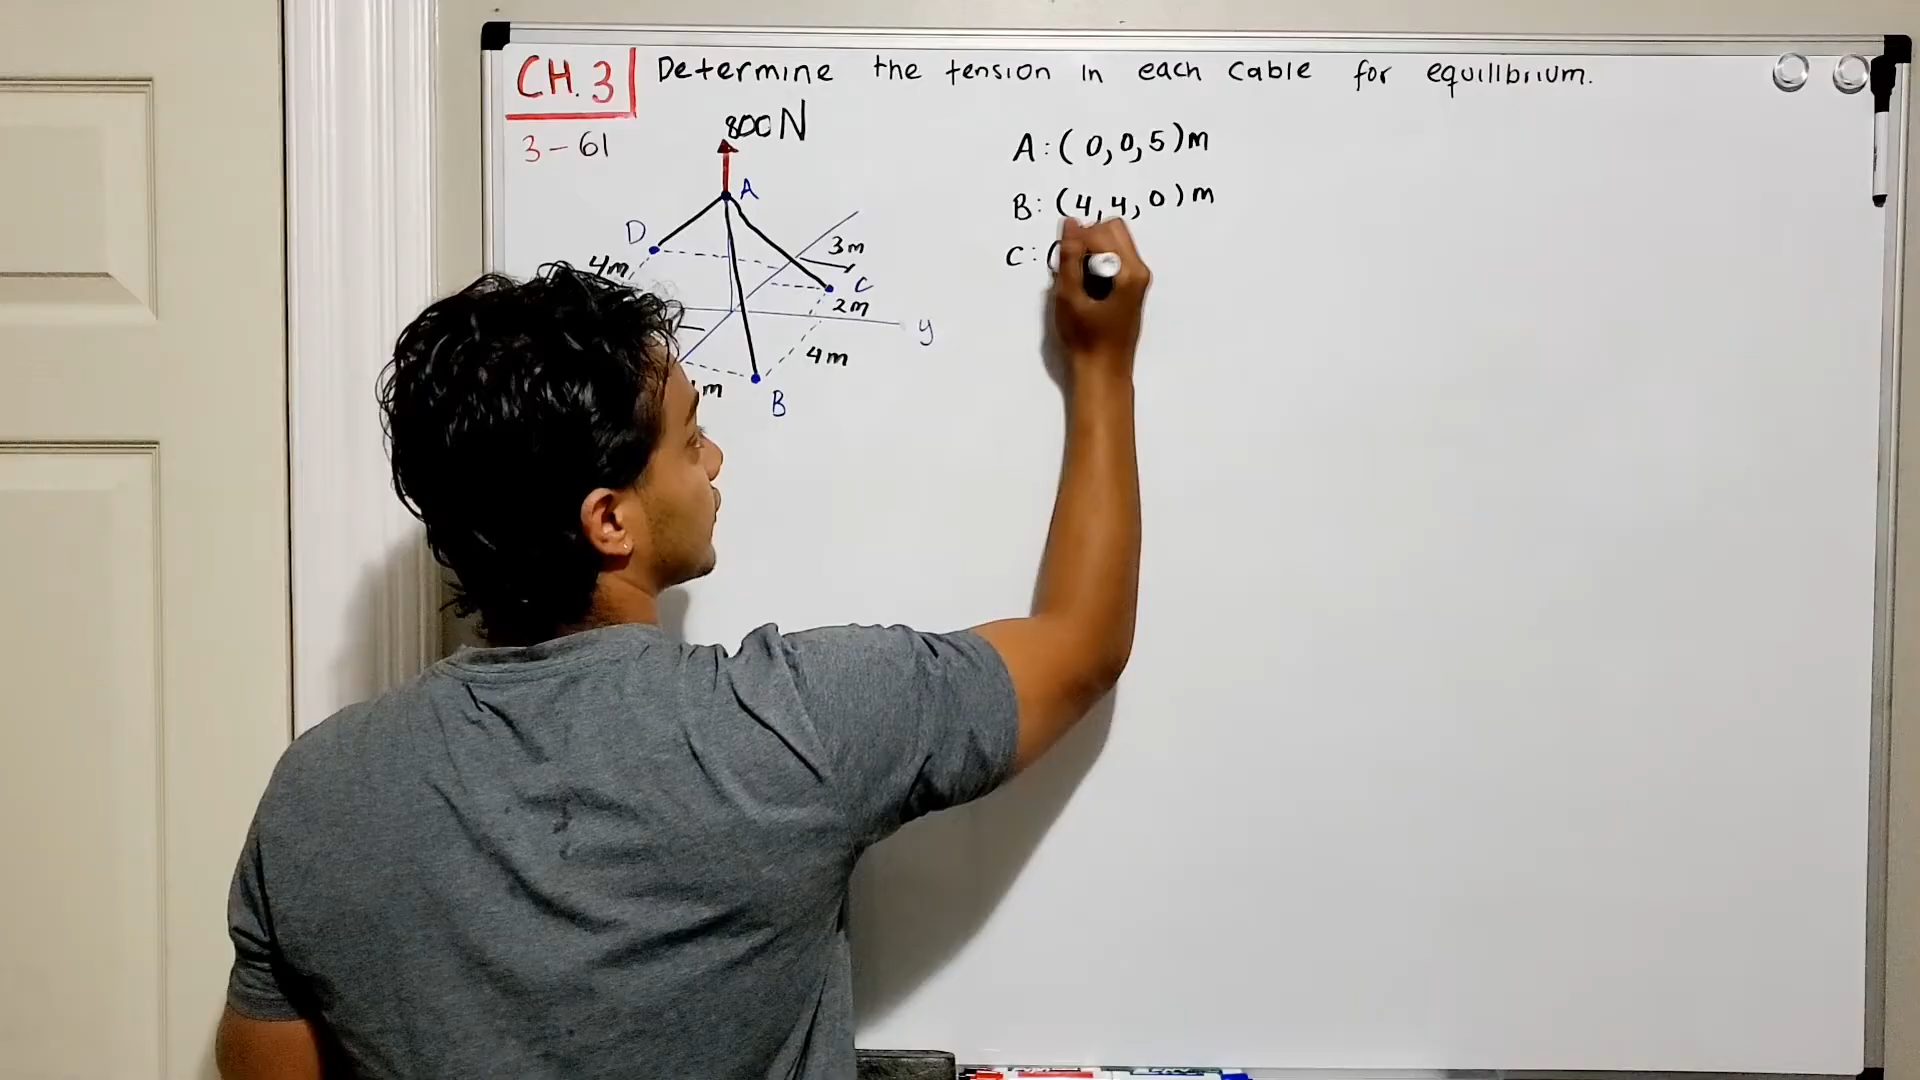 CH. 3
Determine the tension in each cable for equilibrium.
3-61
800N
A
D
3m
4m
C
2m
y
4m
m
B
A: (0,0,5)m
B: (4,4,0)m
C: (